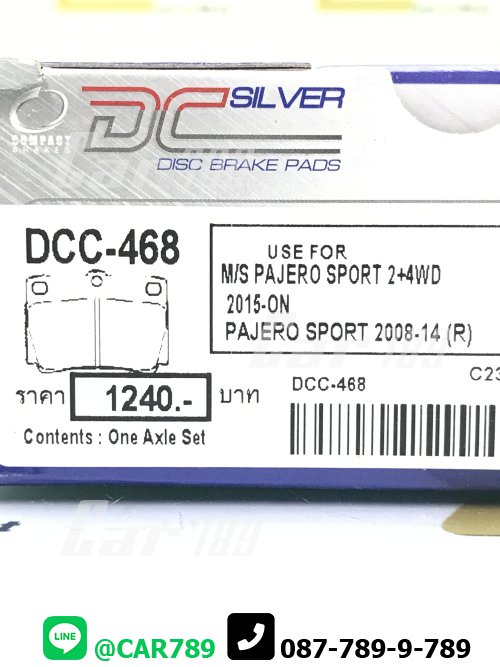 DC SILVER
COMPACT
BRAKES
DISC BRAKE PADS
DCC-468
USE FOR
M/S PAJERO SPORT 2+4WD
2015-ON
PAJERO SPORT 2008-14 (R)
ราคา 1240.- บาท
DCC-468
C23
Contents : One Axle Set
Car 789
LINE @CAR789 087-789-9-789